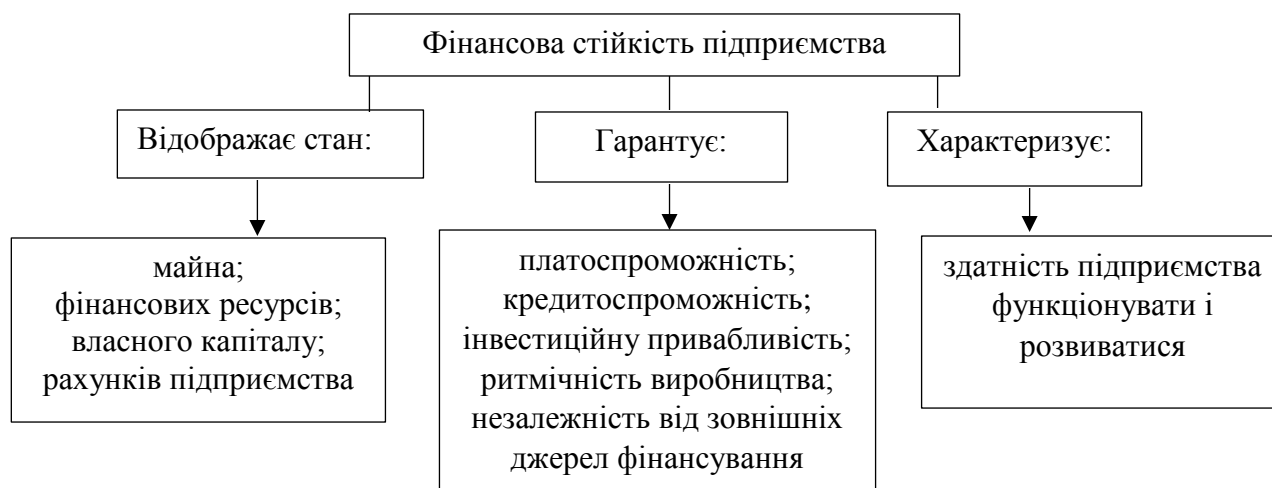 Фінансова стійкість підприємства
Відображає стан:
Гарантує:
Характеризує:
майна;
фінансових ресурсів;
власного капіталу;
рахунків підприємства
платоспроможність;
кредитоспроможність;
інвестиційну привабливість;
ритмічність виробництва;
незалежність від зовнішніх
джерел фінансування
здатність підприємства
функціонувати і
розвиватися